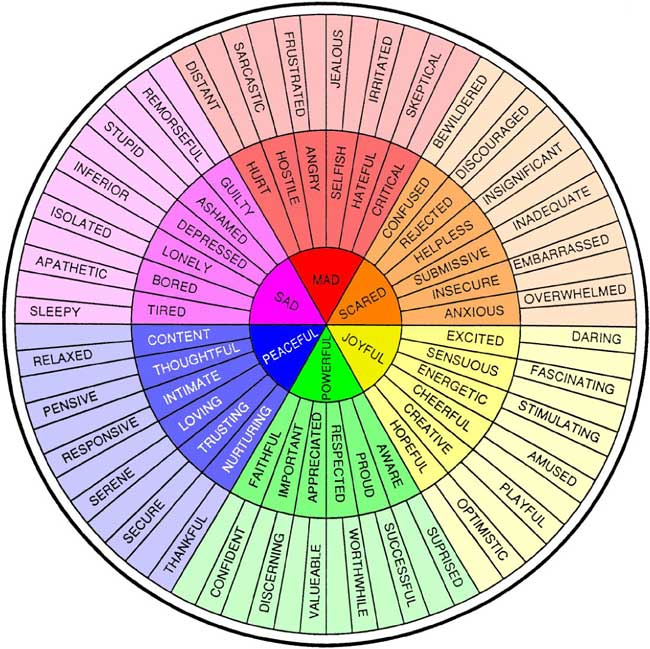 MAD
SCARED
JOYFUL
POWERFUL
PEACEFUL
SAD
HURT
HOSTILE
ANGRY
SELFISH
HATEFUL
CRITICAL
CONFUSED
REJECTED
HELPLESS
SUBMISSIVE
INSECURE
ANXIOUS
EXCITED
SENSUOUS
ENERGETIC
CHEERFUL
CREATIVE
HOPEFUL
AWARE
PROUD
RESPECTED
APPRECIATED
IMPORTANT
FAITHFUL
NURTURING
TRUSTING
LOVING
INTIMATE
THOUGHTFUL
CONTENT
TIRED
BORED
LONELY
DEPRESSED
ASHAMED
GUILTY
DISTANT
SARCASTIC
FRUSTRATED
JEALOUS
IRRITATED
SKEPTICAL
BEWILDERED
DISCOURAGED
INSIGNIFICANT
INADEQUATE
EMBARRASSED
OVERWHELMED
DARING
FASCINATING
STIMULATING
AMUSED
PLAYFUL
OPTIMISTIC
SUPRISED
SUCCESSFUL
WORTHWHILE
VALUEABLE
DISCERNING
CONFIDENT
THANKFUL
SECURE
SERENE
RESPONSIVE
PENSIVE
RELAXED
SLEEPY
APATHETIC
ISOLATED
INFERIOR
STUPID
REMORSEFUL